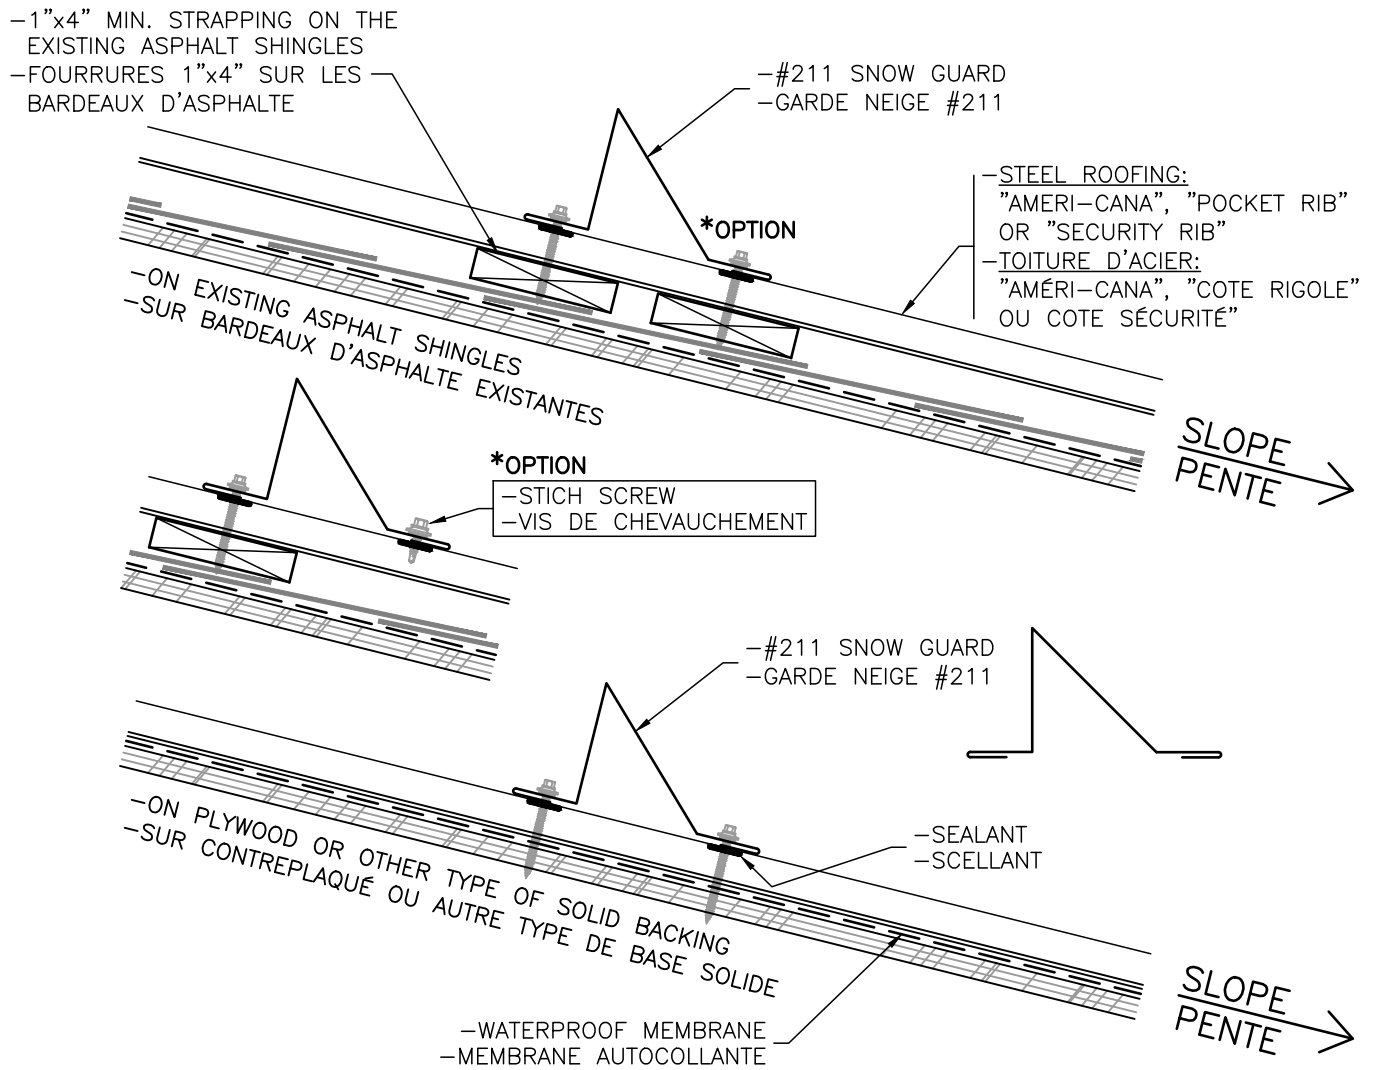 -1"x4" MIN. STRAPPING ON THE
EXISTING ASPHALT SHINGLES
-FOURRURES 1"x4" SUR LES
BARDEAUX D'ASPHALTE
-#211 SNOW GUARD
-GARDE NEIGE #211
-STEEL ROOFING:
"AMERI-CANA", "POCKET RIB"
OR "SECURITY RIB"
-TOITURE D'ACIER:
"AMÉRI-CANA", "COTE RIGOLE"
OU COTE SÉCURITÉ"
*OPTION
-ON EXISTING ASPHALT SHINGLES
-SUR BARDEAUX D'ASPHALTE EXISTANTES
SLOPE
PENTE
*OPTION
-STICH SCREW
-VIS DE CHEVAUCHEMENT
-#211 SNOW GUARD
-GARDE NEIGE #211
-SEALANT
-SCELLANT
-ON PLYWOOD OR OTHER TYPE OF SOLID BACKING
-SUR CONTREPLAQUÉ OU AUTRE TYPE DE BASE SOLIDE
SLOPE
PENTE
-WATERPROOF MEMBRANE
-MEMBRANE AUTOCOLLANTE